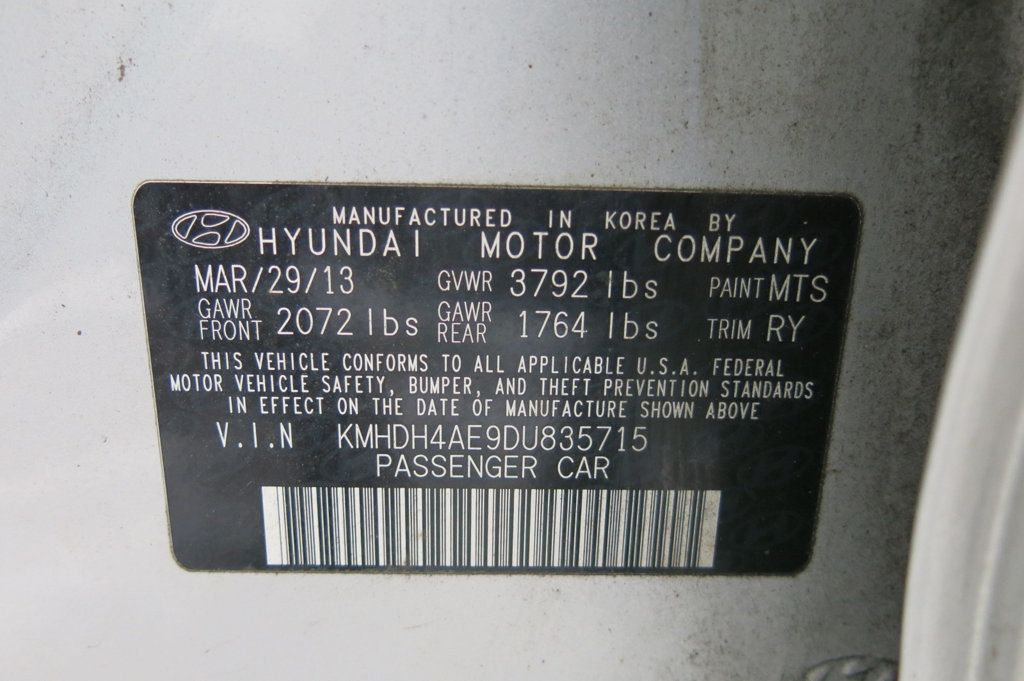 MANUFACTURED IN KOREA BY
HYUNDAI MOTOR COMPANY
MAR/29/13 GVWR 3792 lbs PAINT MTS
GAWR FRONT 2072 lbs GAWR REAR 1764 lbs TRIM RY
THIS VEHICLE CONFORMS TO ALL APPLICABLE U.S.A. FEDERAL
MOTOR VEHICLE SAFETY, BUMPER, AND THEFT PREVENTION STANDARDS
IN EFFECT ON THE DATE OF MANUFACTURE SHOWN ABOVE
V.I.N KMHDH4AE9DU835715
PASSENGER CAR